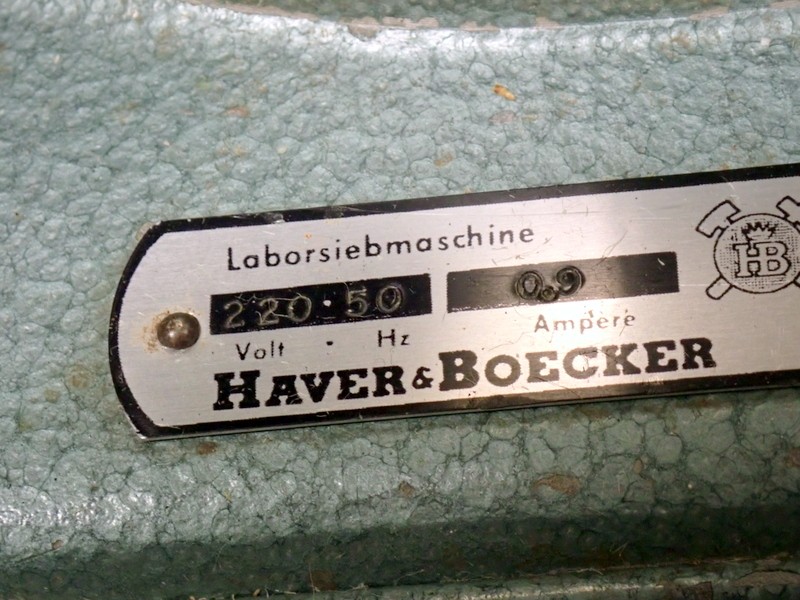 Laborsiebmaschine
220 · 50 0,9
Volt · Hz Ampere
HAVER & BOECKER
HB